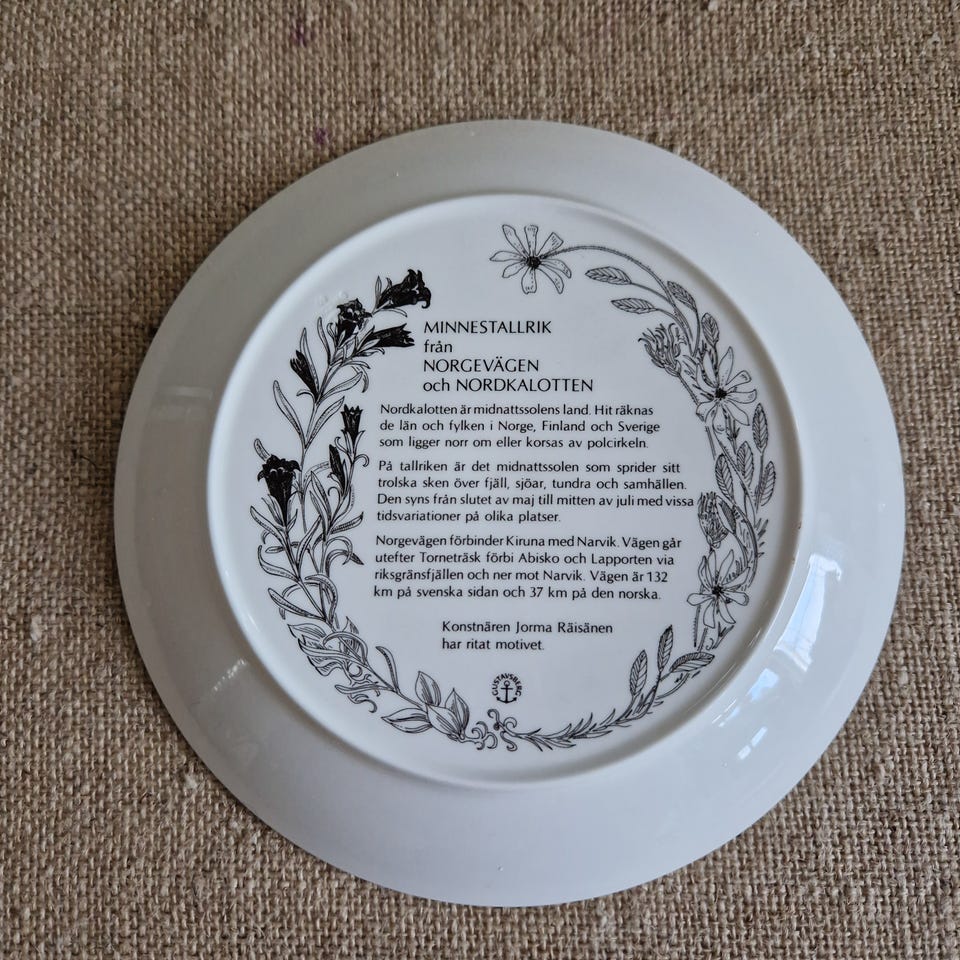 MINNESTALLRIK
från
NORGEVÄGEN
och NORDKALOTTEN
Nordkalotten är midnattssolens land. Hit räknas
de län och fylken i Norge, Finland och Sverige
som ligger norr om eller korsas av polcirkeln.
På tallriken är det midnattssolen som sprider sitt
trolska sken över fjäll, sjöar, tundra och samhällen.
Den syns från slutet av maj till mitten av juli med vissa
tidsvariationer på olika platser.
Norgevägen förbinder Kiruna med Narvik. Vägen går
utefter Torneträsk förbi Abisko och Lapporten via
riksgränsfjällen och ner mot Narvik. Vägen är 132
km på svenska sidan och 37 km på den norska.
Konstnären Jorma Räisänen
har ritat motivet.
GUSTAVSBERG